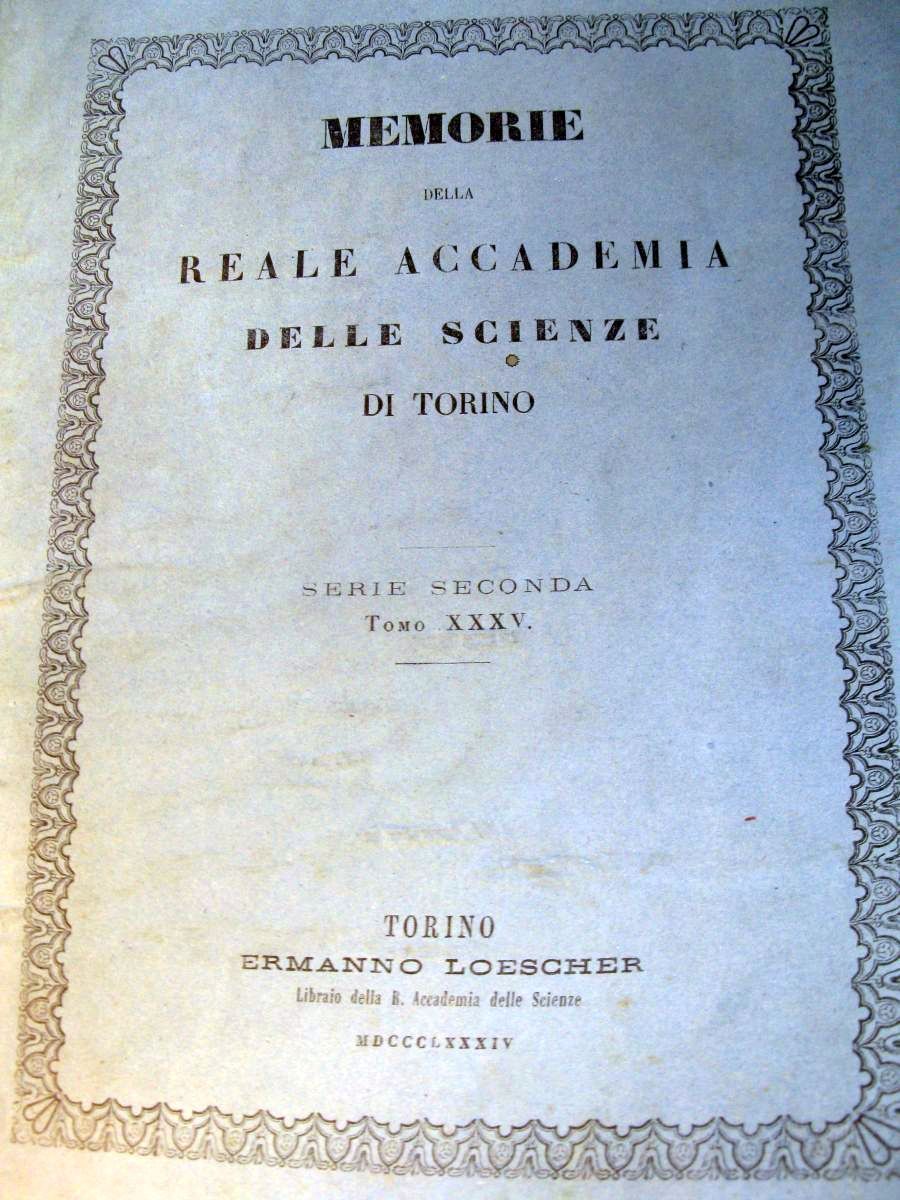 MEMORIE
DELLA
REALE ACCADEMIA
DELLE SCIENZE
DI TORINO
SERIE SECONDA
TOMO XXXV.
TORINO
ERMANNO LOESCHER
Libraio della R. Accademia delle Scienze
MDCCCLXXXIV